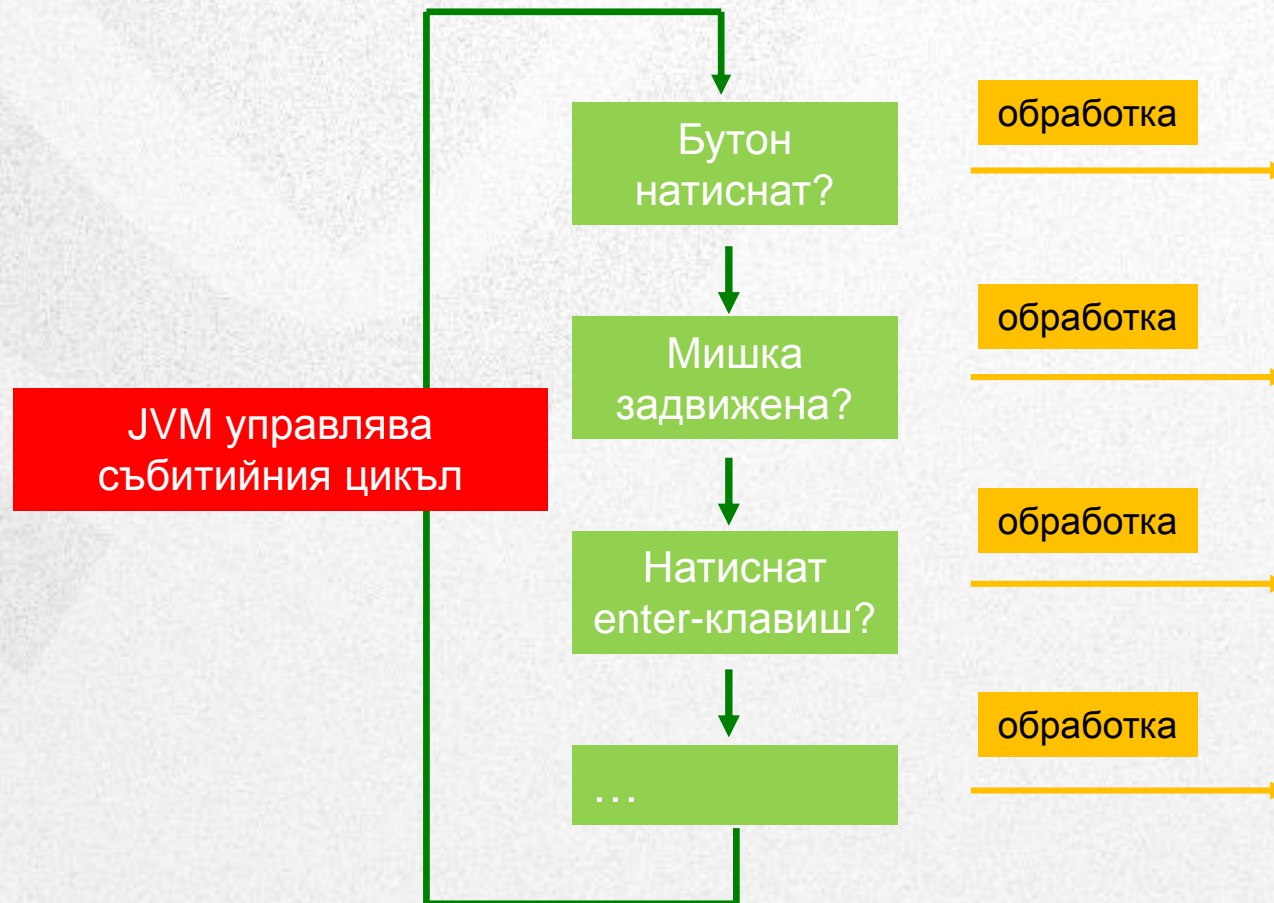 Бутон
натиснат?
обработка
Мишка
задвижена?
обработка
JVM управлява
събитийния цикъл
Натиснат
enter-клавиш?
обработка
...
обработка